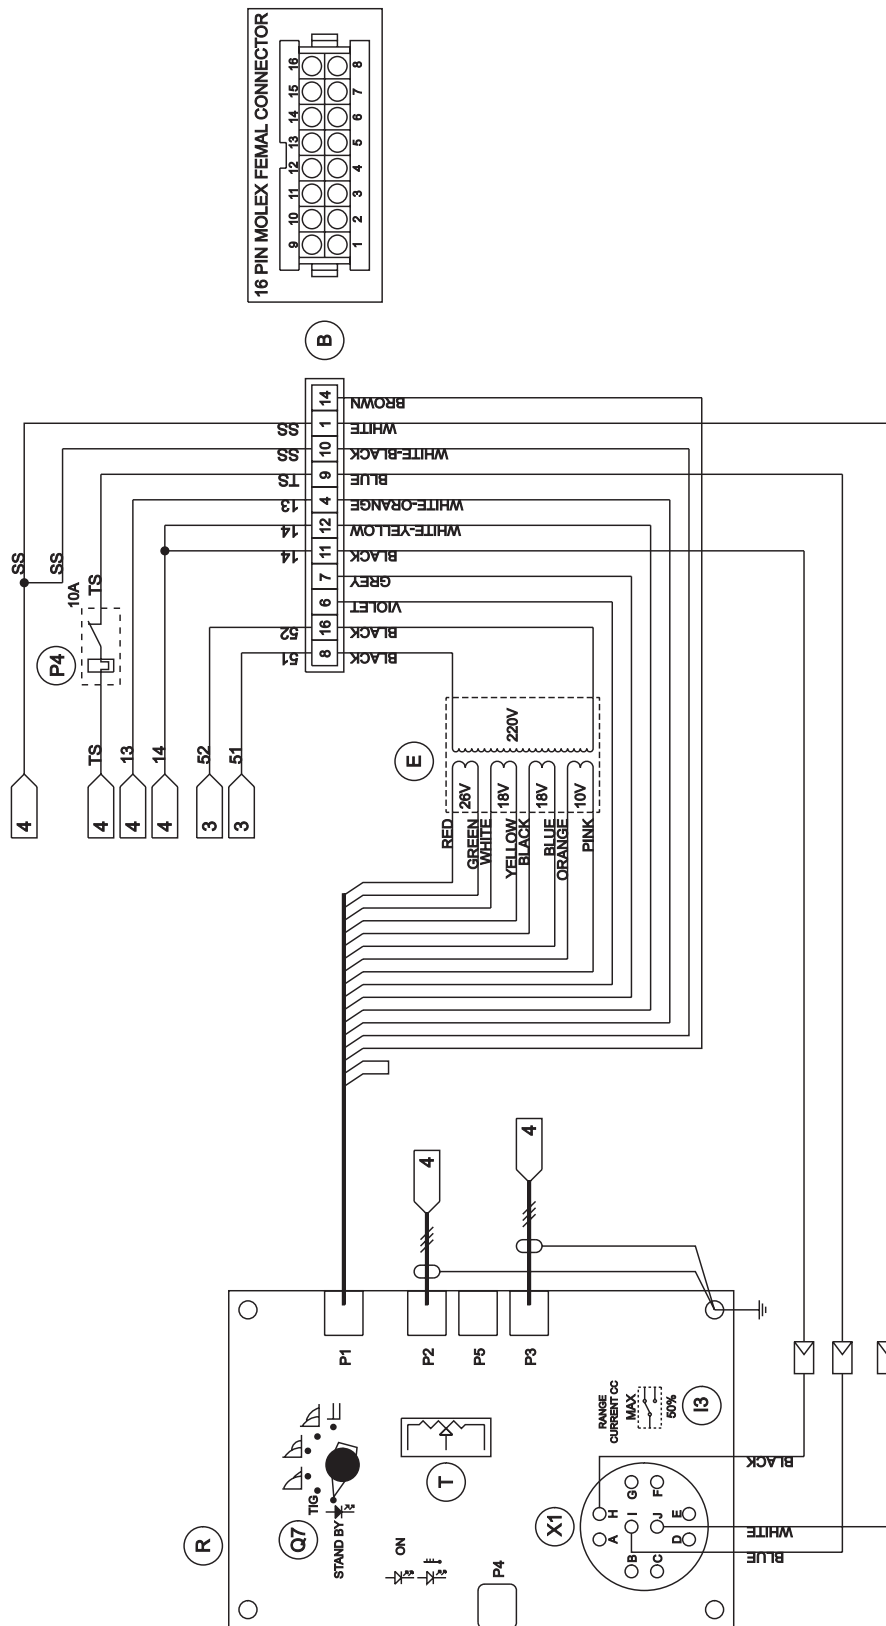 16 PIN MOLEX FEMAL CONNECTOR
16 15 14 13 12 11 10 9
8 7 6 5 4 3 2 1
B
14 BROWN
SS 1 WHITE
SS 10 WHITE-BLACK
TS 9 BLUE
13 4 WHITE-ORANGE
14 12 WHITE-YELLOW
14 11 BLACK
7 GREY
6 VIOLET
52 16 BLACK
51 8 BLACK
SS
SS
TS
10A
P4
TS
13
14
52
51
4
4
4
4
3
3
E
220V
26V
18V
18V
10V
RED
GREEN
WHITE
YELLOW
BLACK
BLUE
ORANGE
PINK
4
4
P1
P2
P5
P3
RANGE
CURRENT CC
MAX
50%
I3
T
TIG
Q7
STAND BY
ON
R
P4
X1
A
B
C
D
E
F
G
H
I
J
BLACK
WHITE
BLUE